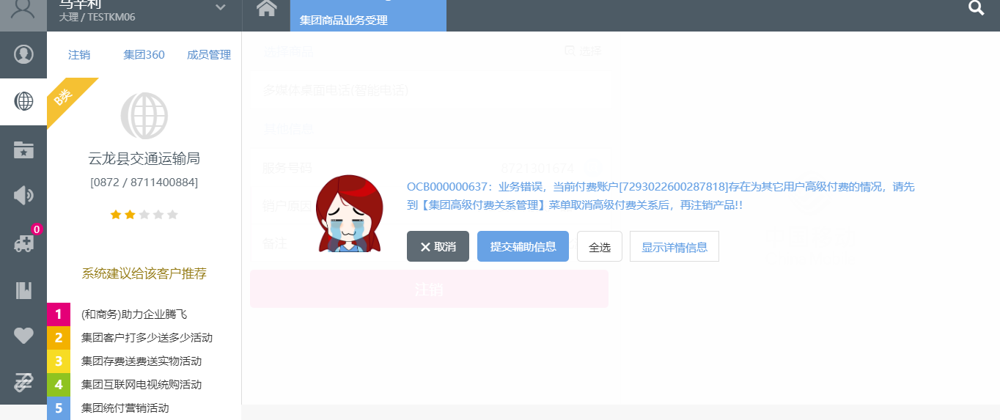 大理 / TESTKM06
集团商品业务受理
注销 集团360 成员管理
选择
B类
多媒体桌面电话(智能电话)
其他信息
云龙县交通运输局
服务号码 8721301674
[0872 / 8711400884]
OCB000000637：业务错误，当前付费账户[7293022600287818]存在为其它用户高级付费的情况，请先
到【集团高级付费关系管理】菜单取消高级付费关系后，再注销产品!!
销户原因
0
备注
取消 提交辅助信息 全选 显示详情信息
系统建议给该客户推荐
注销
1 (和商务)助力企业腾飞
2 集团客户打多少送多少活动
3 集团存费送费送实物活动
4 集团互联网电视统购活动
5 集团统付营销活动